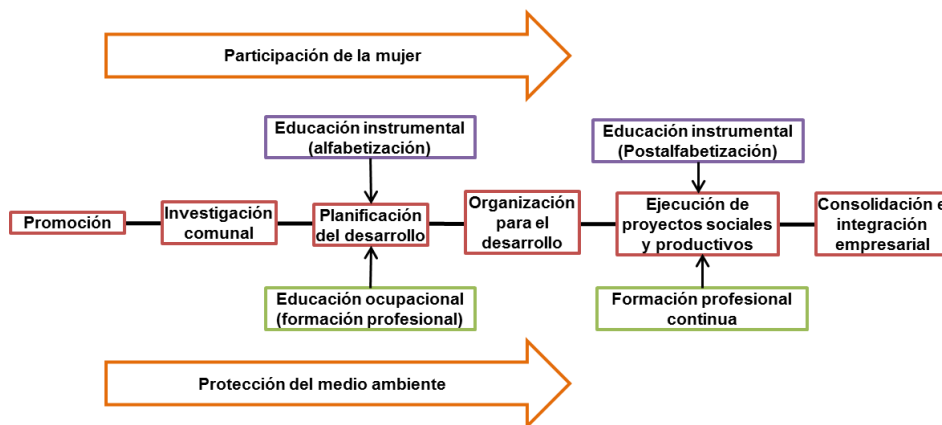 Participación de la mujer
Educación instrumental
(alfabetización)
Educación instrumental
(Postalfabetización)
Promoción
Investigación
comunal
Planificación
del desarrollo
Organización
para el
desarrollo
Ejecución de
proyectos sociales
y productivos
Consolidación e
integración
empresarial
Educación ocupacional
(formación profesional)
Formación profesional
continua
Protección del medio ambiente